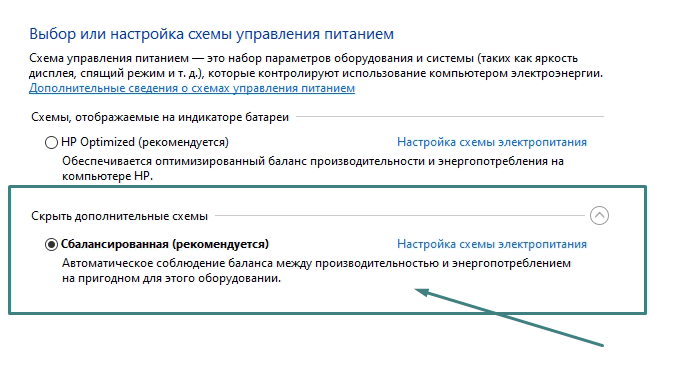 Выбор или настройка схемы управления питанием
Схема управления питанием — это набор параметров оборудования и системы (таких как яркость
дисплея, спящий режим и т. д.), которые контролируют использование компьютером электроэнергии.
Дополнительные сведения о схемах управления питанием
Схемы, отображаемые на индикаторе батареи
HP Optimized (рекомендуется) Настройка схемы электропитания
Обеспечивается оптимизированный баланс производительности и энергопотребления на
компьютере HP.
Скрыть дополнительные схемы
Сбалансированная (рекомендуется) Настройка схемы электропитания
Автоматическое соблюдение баланса между производительностью и энергопотреблением
на пригодном для этого оборудовании.